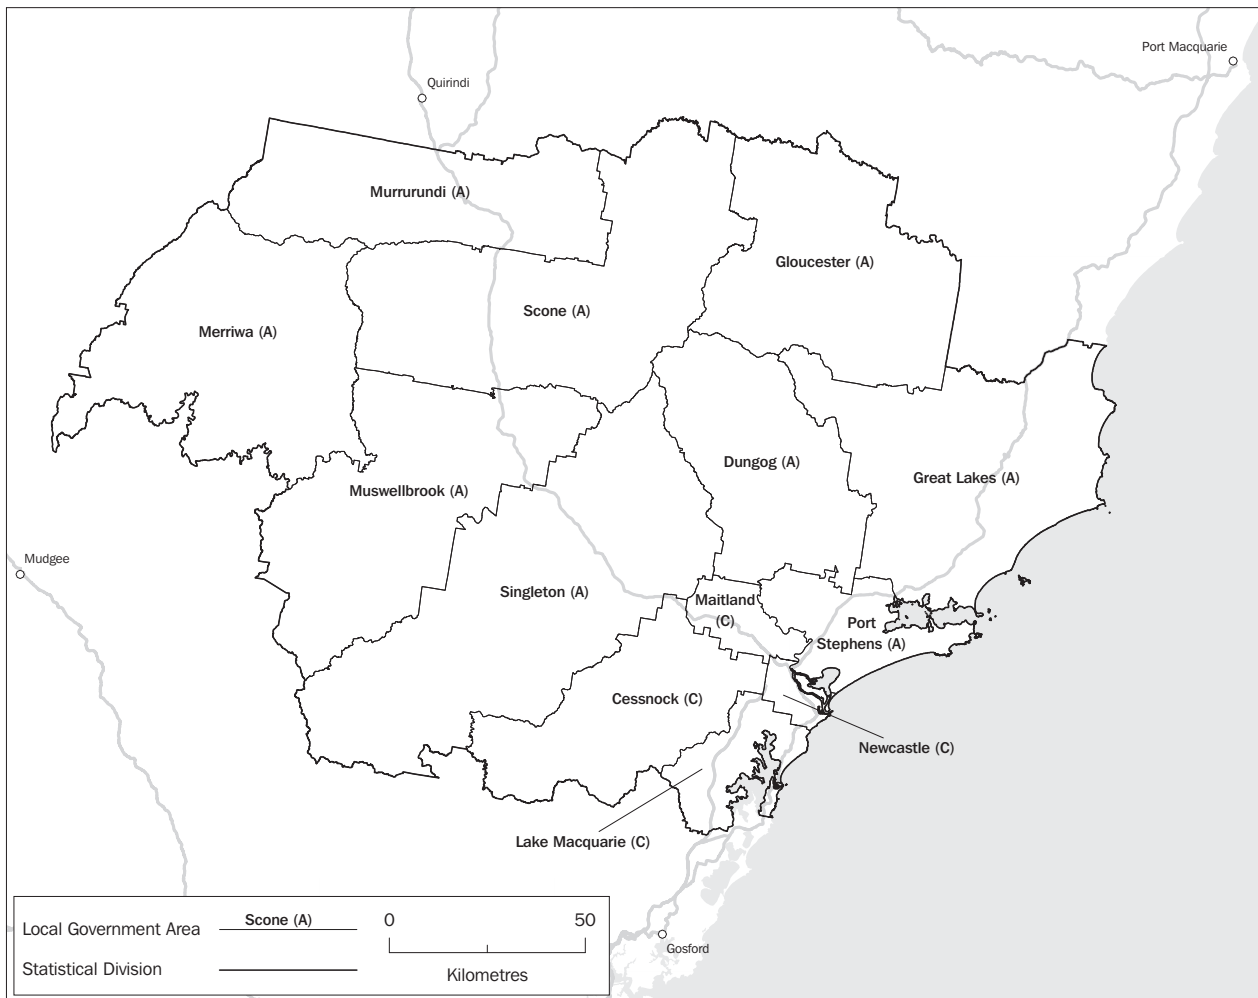 Port Macquarie
Quirindi
Murrurundi (A)
Gloucester (A)
Scone (A)
Merriwa (A)
Dungog (A)
Great Lakes (A)
Muswellbrook (A)
Mudgee
Singleton (A)
Maitland
(C)
Port
Stephens (A)
Cessnock (C)
Newcastle (C)
Lake Macquarie (C)
Gosford
Local Government Area
Scone (A)
0
50
Statistical Division
Kilometres